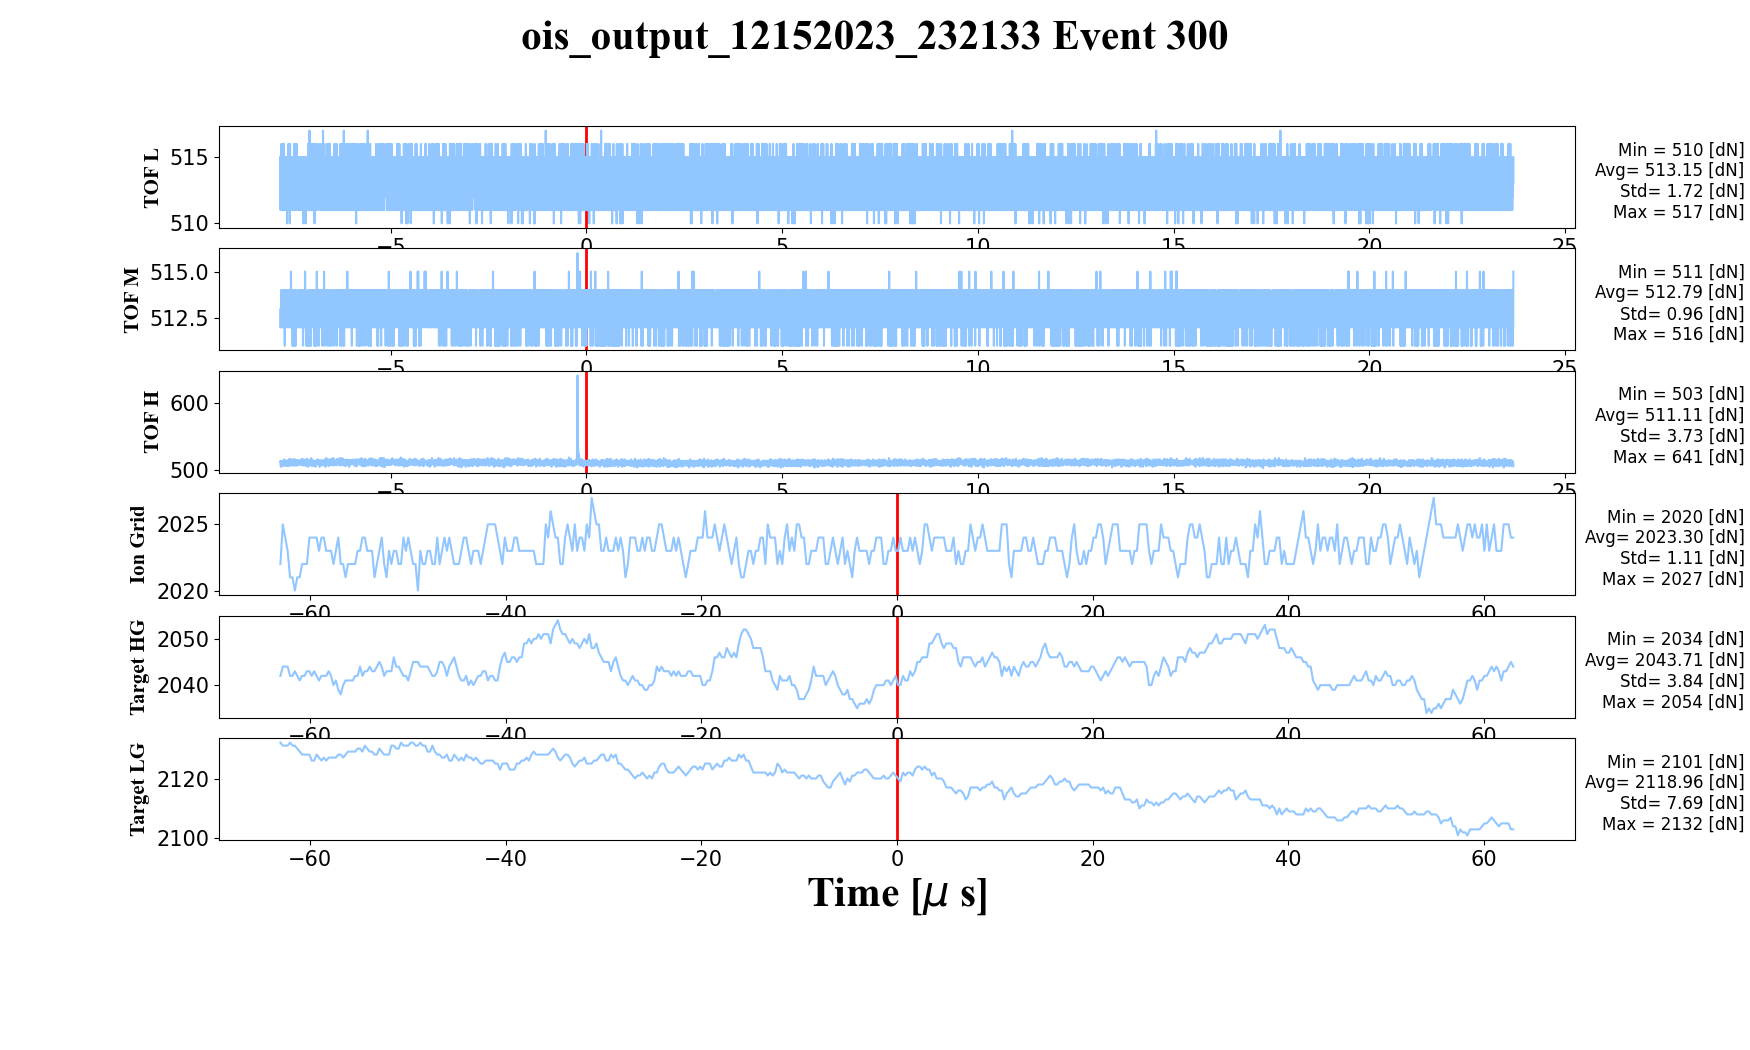 ois_output_12152023_232133 Event 300
TOF L
515
510
−5
0
5
10
15
20
25
Min = 510 [dN]
Avg= 513.15 [dN]
Std= 1.72 [dN]
Max = 517 [dN]
TOF M
515.0
512.5
−5
0
5
10
15
20
25
Min = 511 [dN]
Avg= 512.79 [dN]
Std= 0.96 [dN]
Max = 516 [dN]
TOF H
600
500
−5
0
5
10
15
20
25
Min = 503 [dN]
Avg= 511.11 [dN]
Std= 3.73 [dN]
Max = 641 [dN]
Ion Grid
2025
2020
−60
−40
−20
0
20
40
60
Min = 2020 [dN]
Avg= 2023.30 [dN]
Std= 1.11 [dN]
Max = 2027 [dN]
Target HG
2050
2040
−60
−40
−20
0
20
40
60
Min = 2034 [dN]
Avg= 2043.71 [dN]
Std= 3.84 [dN]
Max = 2054 [dN]
Target LG
2120
2100
−60
−40
−20
0
20
40
60
Min = 2101 [dN]
Avg= 2118.96 [dN]
Std= 7.69 [dN]
Max = 2132 [dN]
Time [μ s]